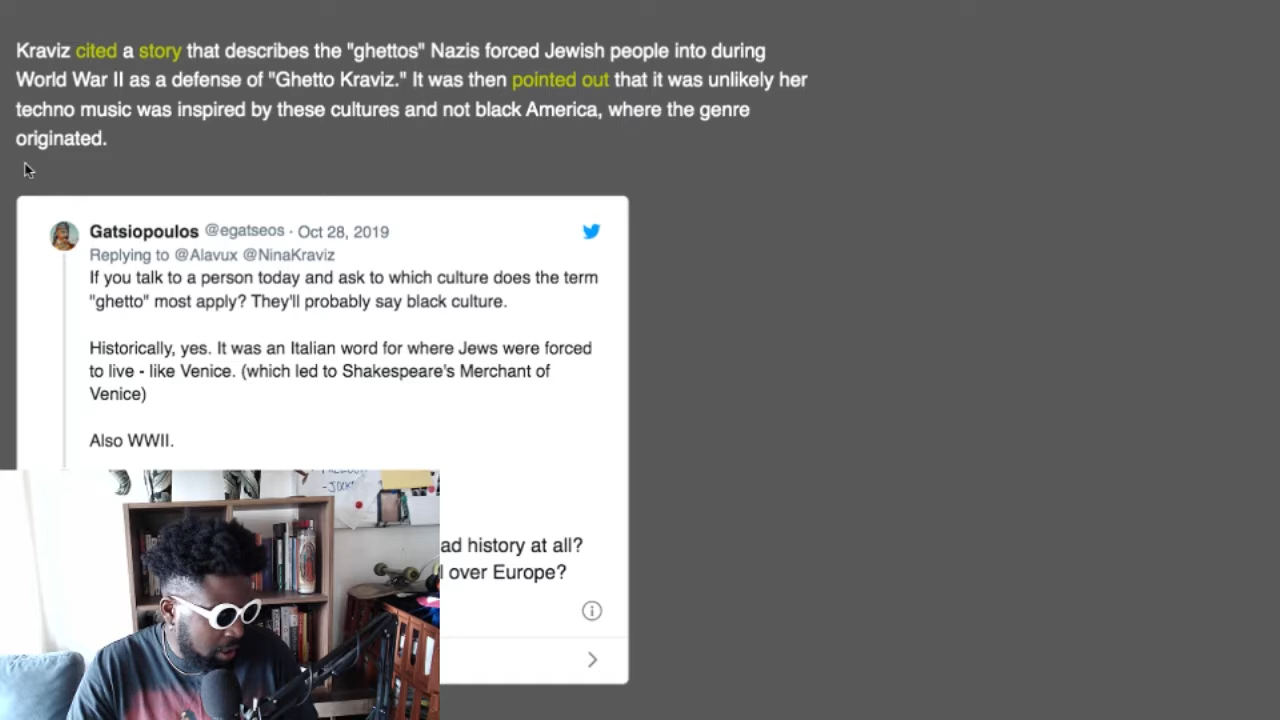 Kraviz cited a story that describes the "ghettos" Nazis forced Jewish people into during
World War II as a defense of "Ghetto Kraviz." It was then pointed out that it was unlikely her
techno music was inspired by these cultures and not black America, where the genre
originated.
Gatsiopoulos @egatseos · Oct 28, 2019
Replying to @Alavux @NinaKraviz
If you talk to a person today and ask to which culture does the term
"ghetto" most apply? They'll probably say black culture.
Historically, yes. It was an Italian word for where Jews were forced
to live - like Venice. (which led to Shakespeare's Merchant of
Venice)
Also WWII.
ad history at all?
over Europe?